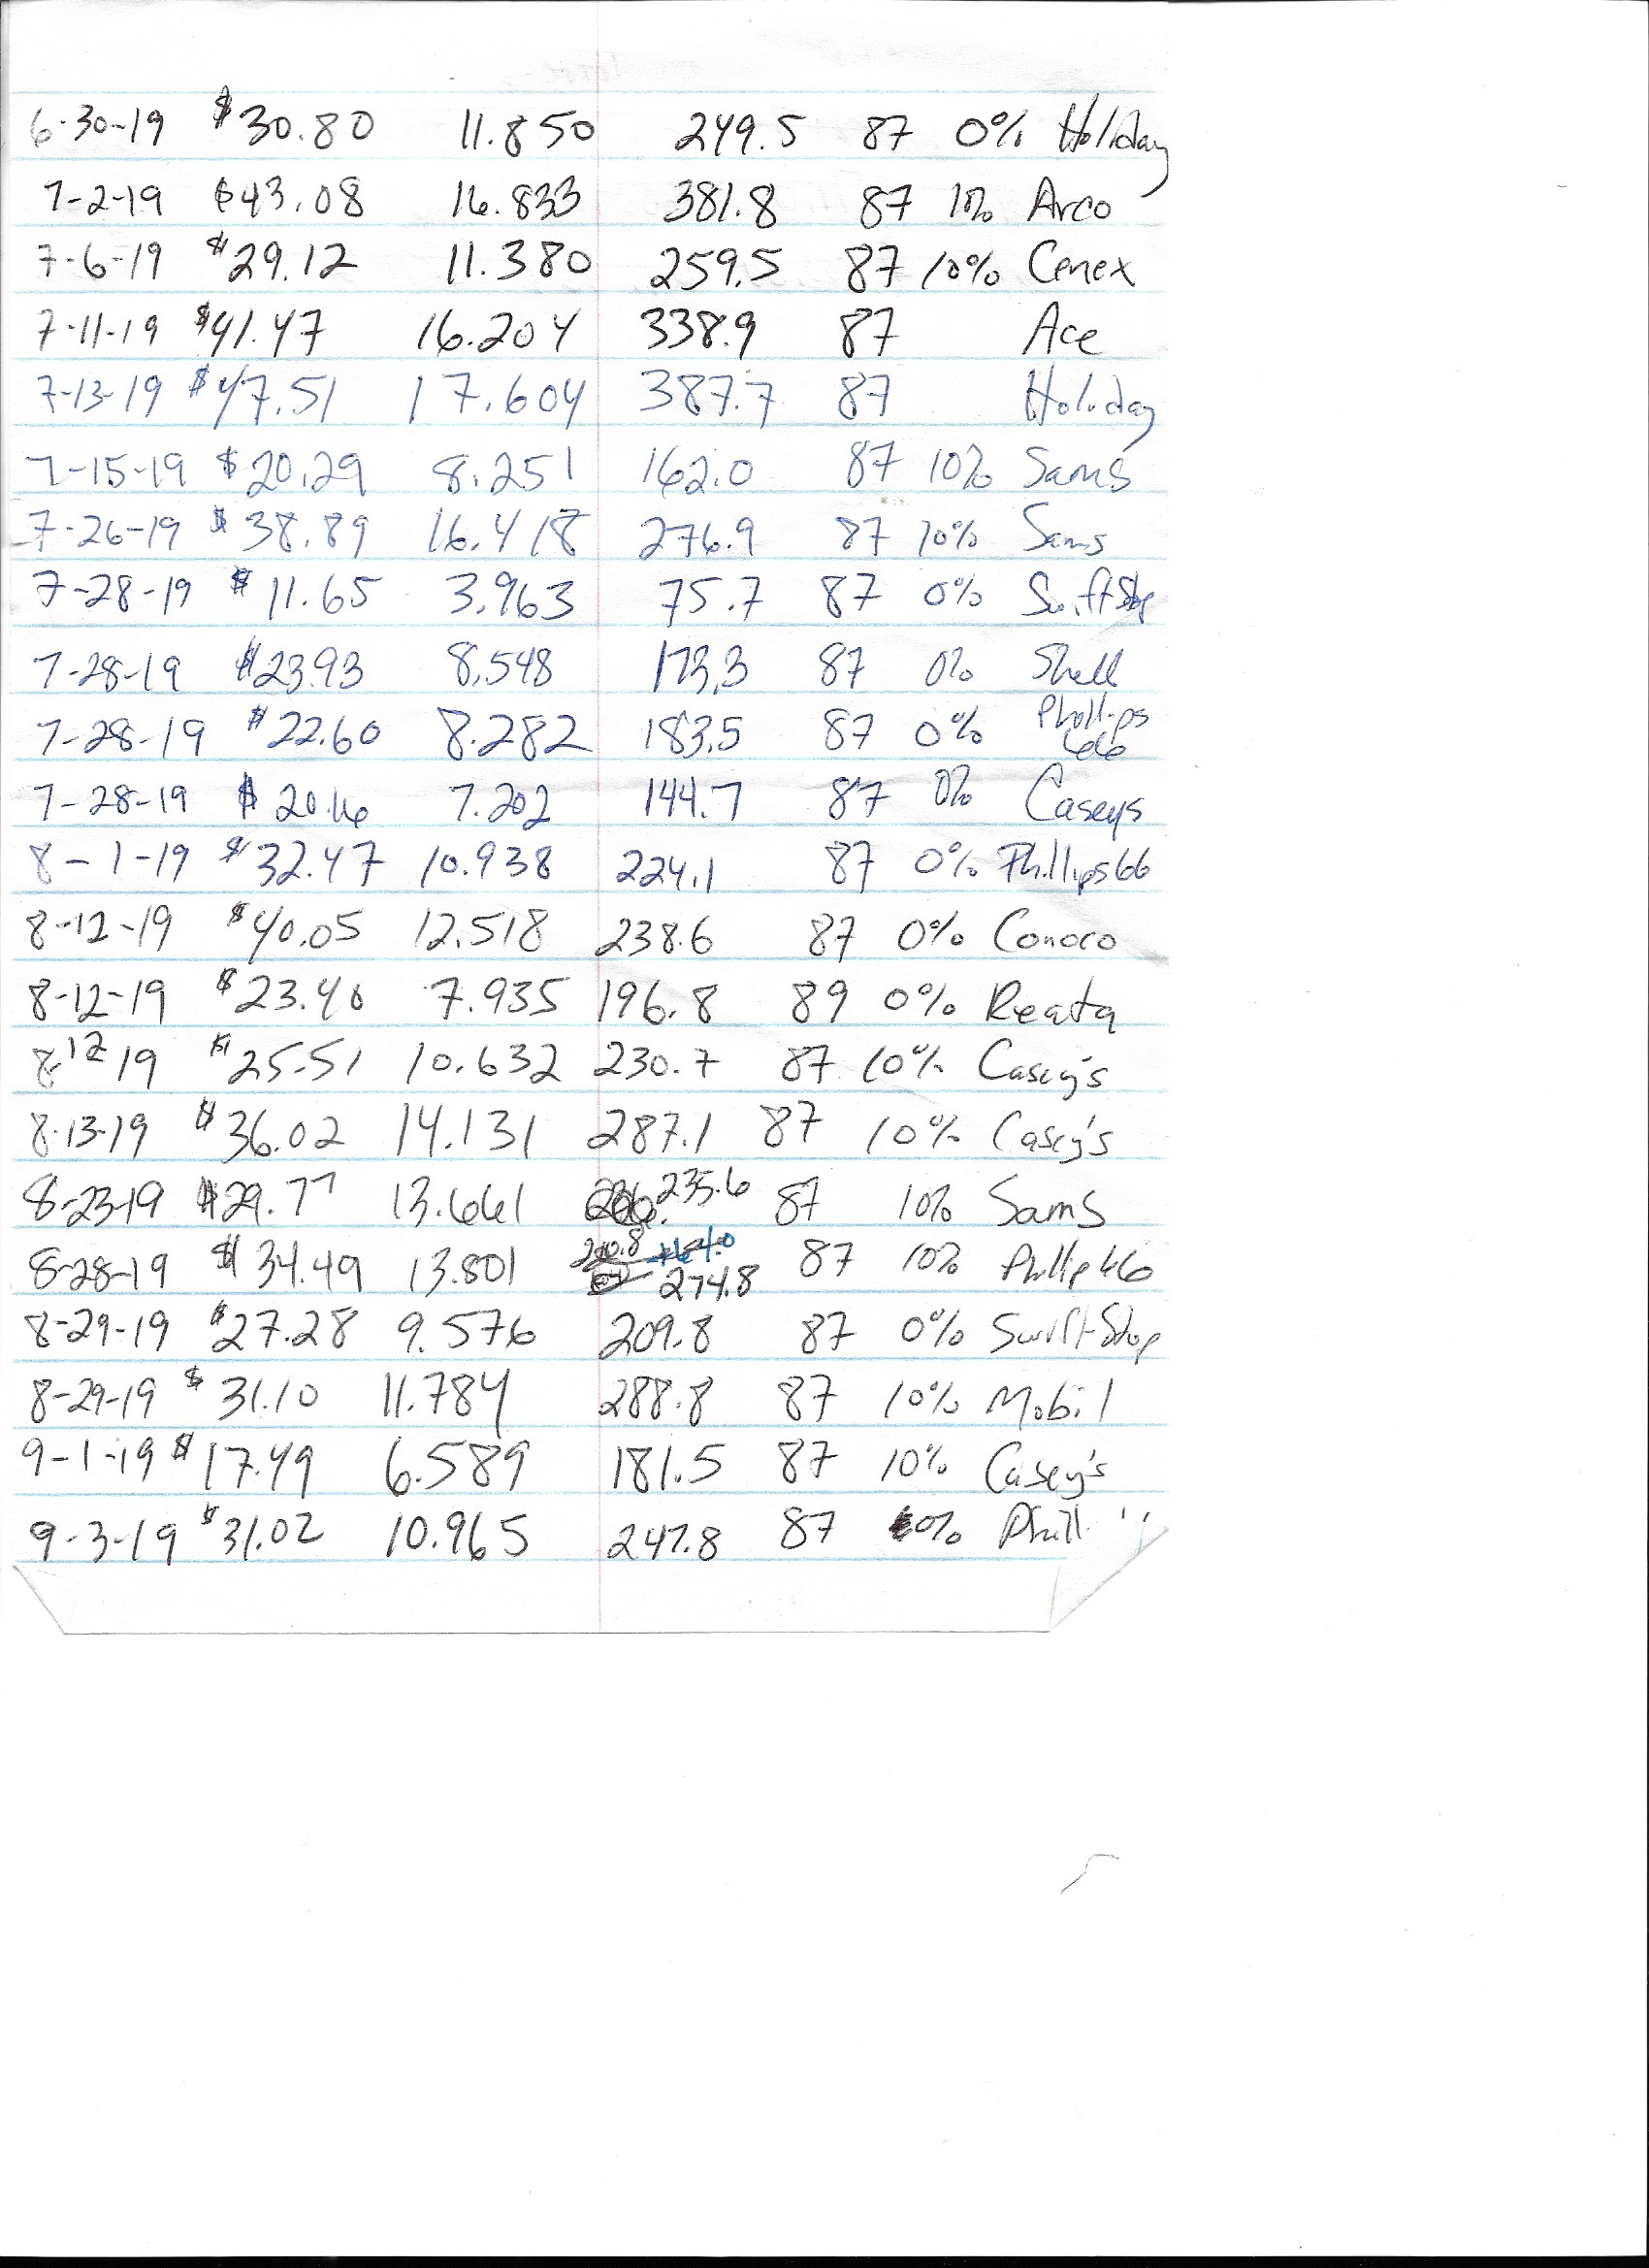 6-30-19 $30.80 11.850 249.5 87 0% Holiday
7-2-19 $43.08 16.833 381.8 87 10% Arco
7-6-19 $29.12 11.380 259.5 87 10% Cenex
7-11-19 $41.47 16.204 338.9 87 Ace
7-13-19 $47.51 17.604 387.7 87 Holiday
7-15-19 $20.29 8.251 162.0 87 10% Sam's
7-26-19 $38.89 16.418 276.9 87 10% Sams
7-28-19 $11.65 3.963 75.7 87 0% Swift Stop
7-28-19 $23.93 8.548 173.3 87 0% Shell
7-28-19 $22.60 8.282 183.5 87 0% Phillips 66
7-28-19 $20.16 7.202 144.7 87 0% Caseys
8-1-19 $32.47 10.938 224.1 87 0% Phillips 66
8-12-19 $40.05 12.518 238.6 87 0% Conoco
8-12-19 $23.40 7.935 196.8 89 0% Reata
8-12 19 $25.51 10.632 230.7 87 10% Casey's
8-13-19 $36.02 14.131 287.1 87 10% Casey's
8-23-19 $29.77 13.661 235.6 87 10% Sams
8-28-19 $34.49 13.801 210.8 +64.0 274.8 87 10% Phillip 66
8-29-19 $27.28 9.576 209.8 87 0% Swift Stop
8-29-19 $31.10 11.784 288.8 87 10% Mobil
9-1-19 $17.49 6.589 181.5 87 10% Casey's
9-3-19 $31.02 10.965 247.8 87 0% Phill